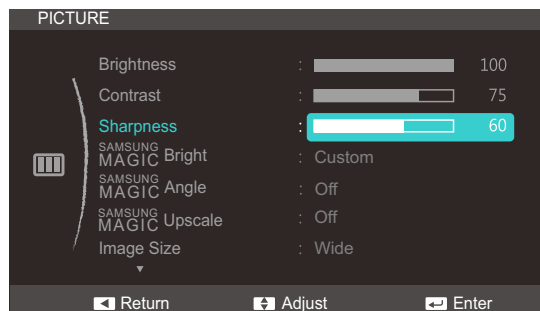 PICTURE
Brightness : 100
Contrast : 75
Sharpness : 60
SAMSUNG MAGIC Bright : Custom
SAMSUNG MAGIC Angle : Off
SAMSUNG MAGIC Upscale : Off
Image Size : Wide
Return Adjust Enter